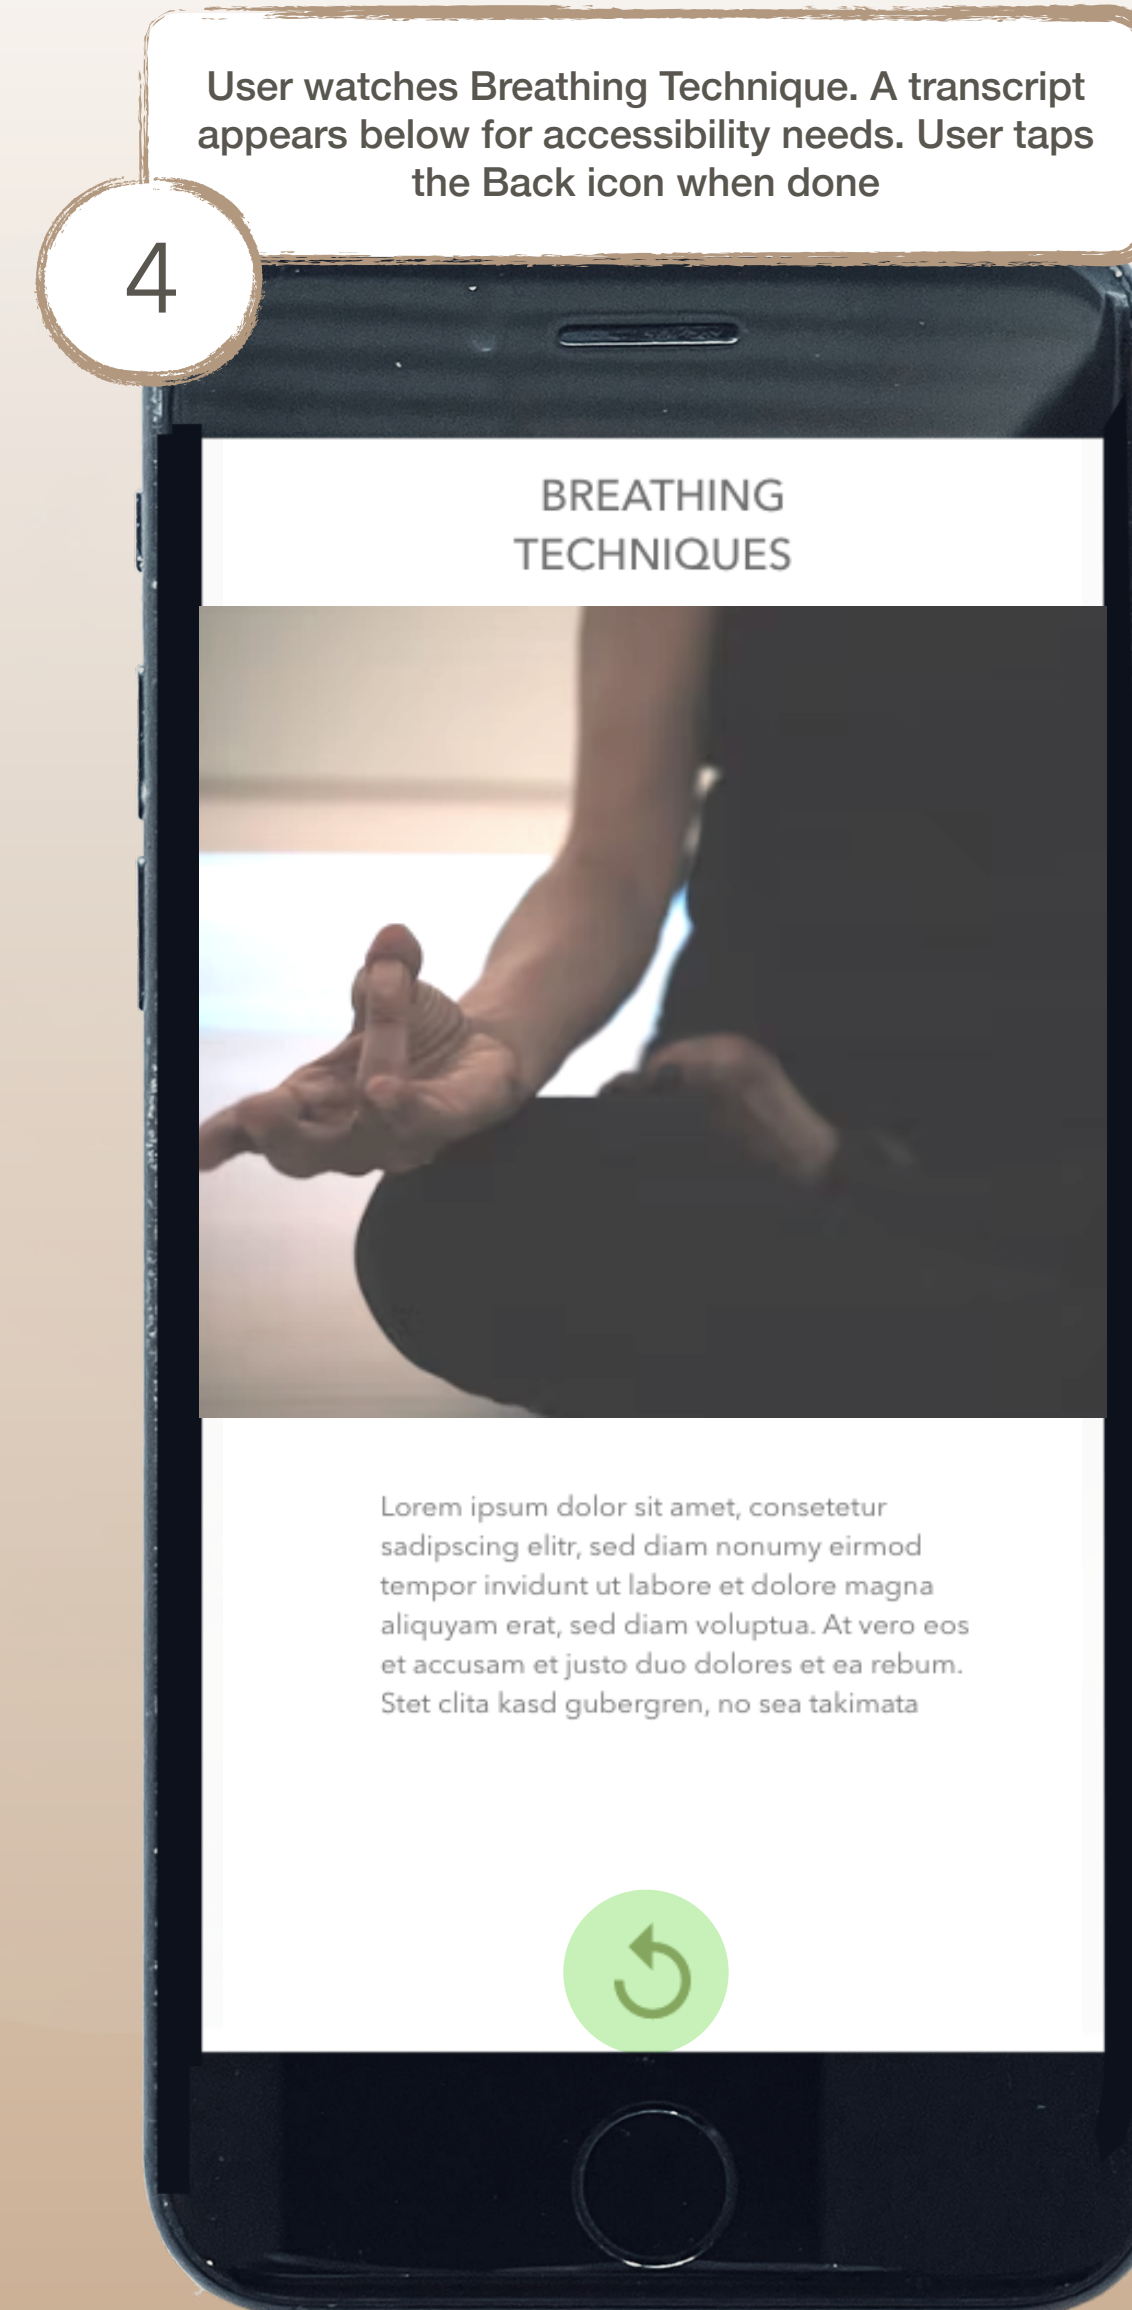 User watches Breathing Technique. A transcript
appears below for accessibility needs. User taps
the Back icon when done
4
BREATHING
TECHNIQUES
Lorem ipsum dolor sit amet, consetetur
sadipscing elitr, sed diam nonumy eirmod
tempor invidunt ut labore et dolore magna
aliquyam erat, sed diam voluptua. At vero eos
et accusam et justo duo dolores et ea rebum.
Stet clita kasd gubergren, no sea takimata